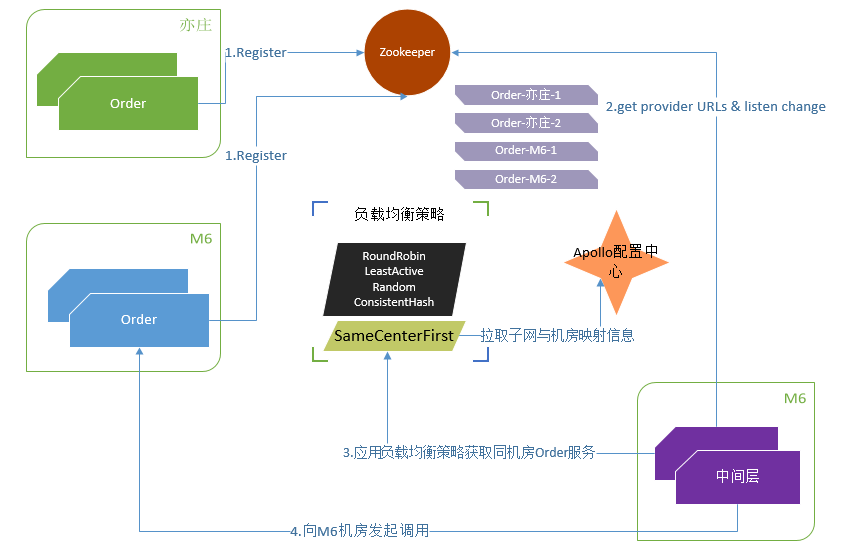 亦庄
1.Register
Zookeeper
Order
Order-亦庄-1
Order-亦庄-2
2.get provider URLs & listen change
Order-M6-1
1.Register
Order-M6-2
负载均衡策略
M6
RoundRobin
LeastActive
Random
ConsistentHash
Apollo配置中
心
Order
SameCenterFirst
拉取子网与机房映射信息
M6
3.应用负载均衡策略获取同机房Order服务
中间层
4.向M6机房发起调用